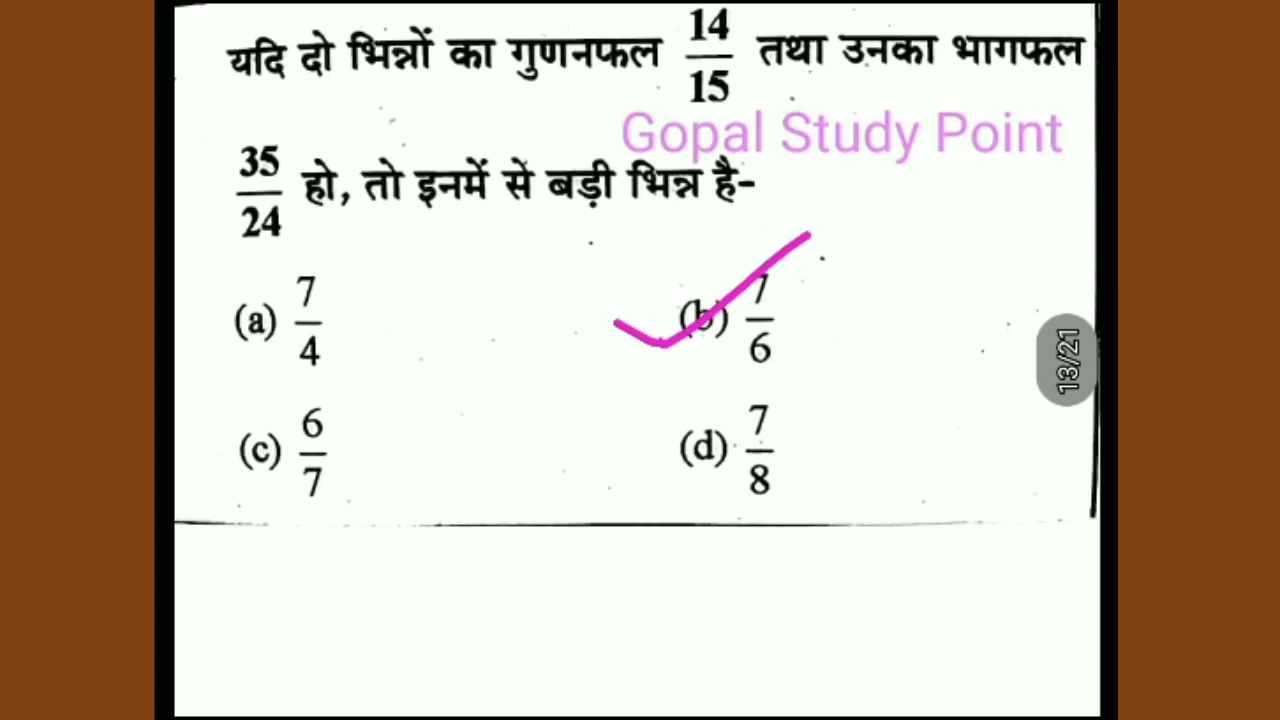 यदि दो भिन्नों का गुणनफल 14/15 तथा उनका भागफल
Gopal Study Point
35/24 हो, तो इनमें से बड़ी भिन्न है-
(a) 7/4 (b) 7/6
13/21
(c) 6/7 (d) 7/8